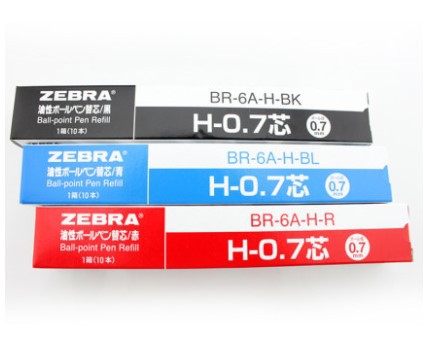 ZEBRA®
油性ボールペン替芯/黒
Ball-point Pen Refill
1箱(10本)
BR-6A-H-BK
H-0.7芯
0.7
mm
ZEBRA®
油性ボールペン替芯/青
Ball-point Pen Refill
1箱(10本)
BR-6A-H-BL
H-0.7芯
0.7
mm
ZEBRA®
油性ボールペン替芯/赤
Ball-point Pen Refill
1箱(10本)
BR-6A-H-R
H-0.7芯
0.7
mm